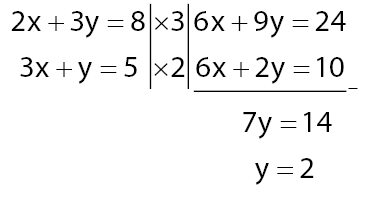 2x + 3y = 8 |×3| 6x + 9y = 24
3x + y = 5 |×2| 6x + 2y = 10 −
7y = 14
y = 2